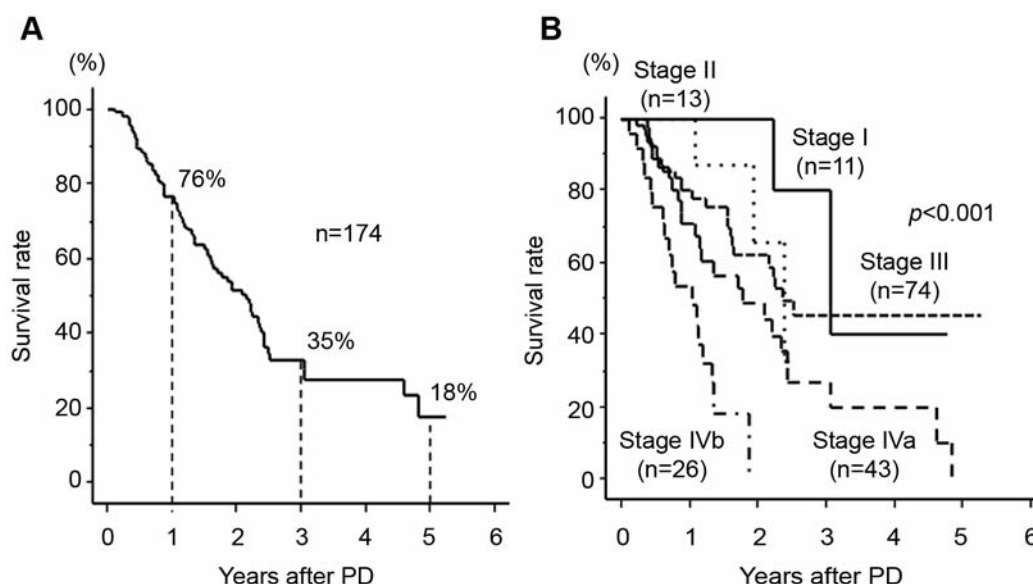 A
(%)
100
80
60
40
20
0
Survival rate
76%
n=174
35%
18%
0 1 2 3 4 5 6
Years after PD
B
(%)
100
80
60
40
20
0
Survival rate
Stage II
(n=13)
Stage I
(n=11)
p<0.001
Stage III
(n=74)
Stage IVb
(n=26)
Stage IVa
(n=43)
0 1 2 3 4 5 6
Years after PD